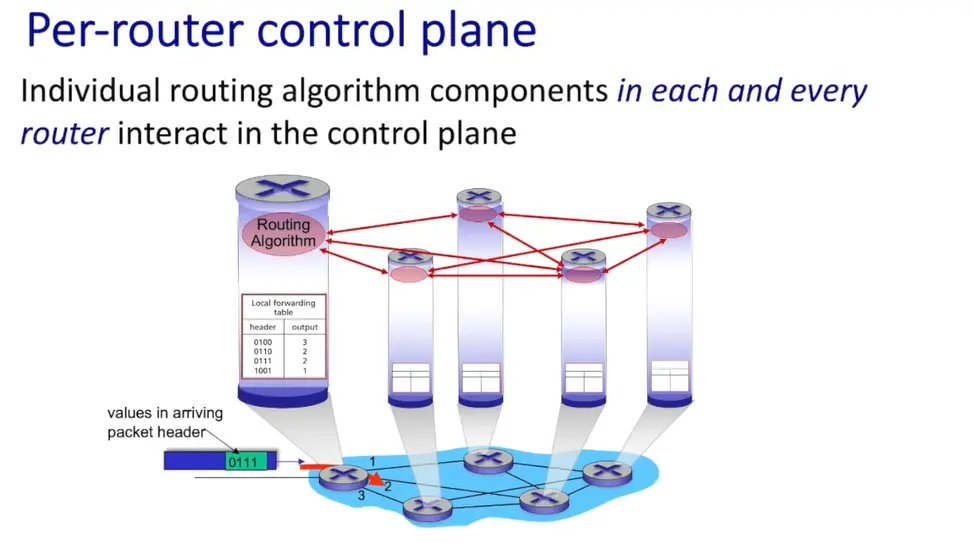 Per-router control plane
Individual routing algorithm components in each and every
router interact in the control plane
Routing
Algorithm
Local forwarding
table
header output
0100 3
0110 2
0111 2
1001 1
values in arriving
packet header
0111
1
2
3